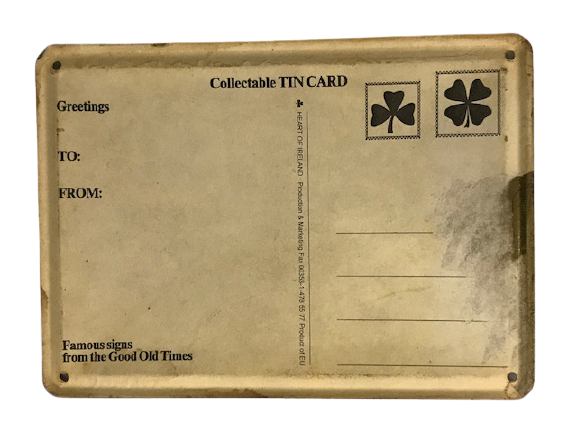 Collectable TIN CARD
Greetings
TO:
FROM:
Famous signs
from the Good Old Times
HEART OF IRELAND · Production & Marketing Fax 00353-1-478 55 77 Product of EU